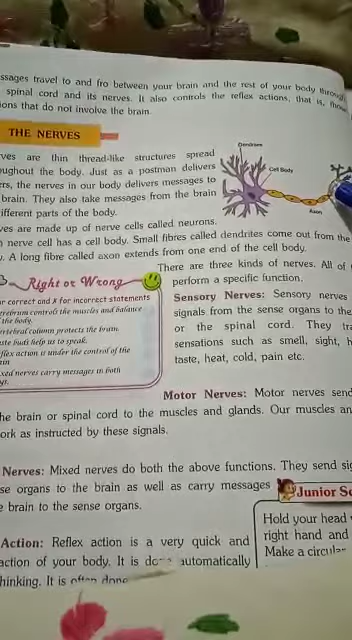 ssages travel to and fro between your brain and the rest of your body through
spinal cord and its nerves. It also controls the reflex actions, that is, those
ions that do not involve the brain.
THE NERVES
ves are thin thread-like structures spread
oughout the body. Just as a postman delivers
ers, the nerves in our body delivers messages to
brain. They also take messages from the brain
ifferent parts of the body.
Dendrites
Cell Body
Axon
ves are made up of nerve cells called neurons.
n nerve cell has a cell body. Small fibres called dendrites come out from the
y. A long fibre called axon extends from one end of the cell body.
Right or Wrong
or correct and x for incorrect statements
erebrum controls the muscles and balance
the body.
ertebral column protects the brain.
aste buds help us to speak.
flex action is under the control of the
ain
xed nerves carry messages in both
ys.
There are three kinds of nerves. All of
perform a specific function.
Sensory Nerves: Sensory nerves
signals from the sense organs to the
or the spinal cord. They tra
sensations such as smell, sight, h
taste, heat, cold, pain etc.
Motor Nerves: Motor nerves send
he brain or spinal cord to the muscles and glands. Our muscles an
ork as instructed by these signals.
Nerves: Mixed nerves do both the above functions. They send sig
se organs to the brain as well as carry messages
e brain to the sense organs.
Junior Sc
Hold your head
right hand and
Make a circular
Action: Reflex action is a very quick and
action of your body. It is done automatically
hinking. It is often done